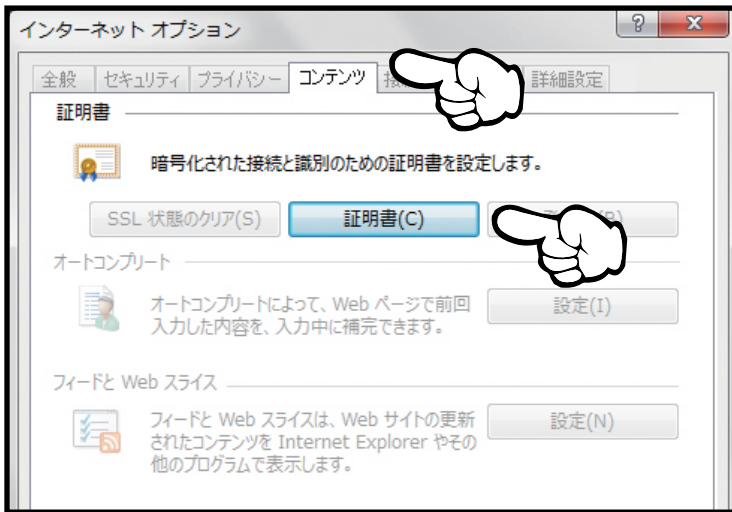 インターネット オプション
全般 セキュリティ プライバシー コンテンツ 詳細設定
証明書
暗号化された接続と識別のための証明書を設定します。
SSL 状態のクリア(S) 証明書(C)
オートコンプリート
オートコンプリートによって、Web ページで前回 設定(I)
入力した内容を、入力中に補完できます。
フィードと Web スライス
フィードと Web スライスは、Web サイトの更新 設定(N)
されたコンテンツを Internet Explorer やその
他のプログラムで表示します。